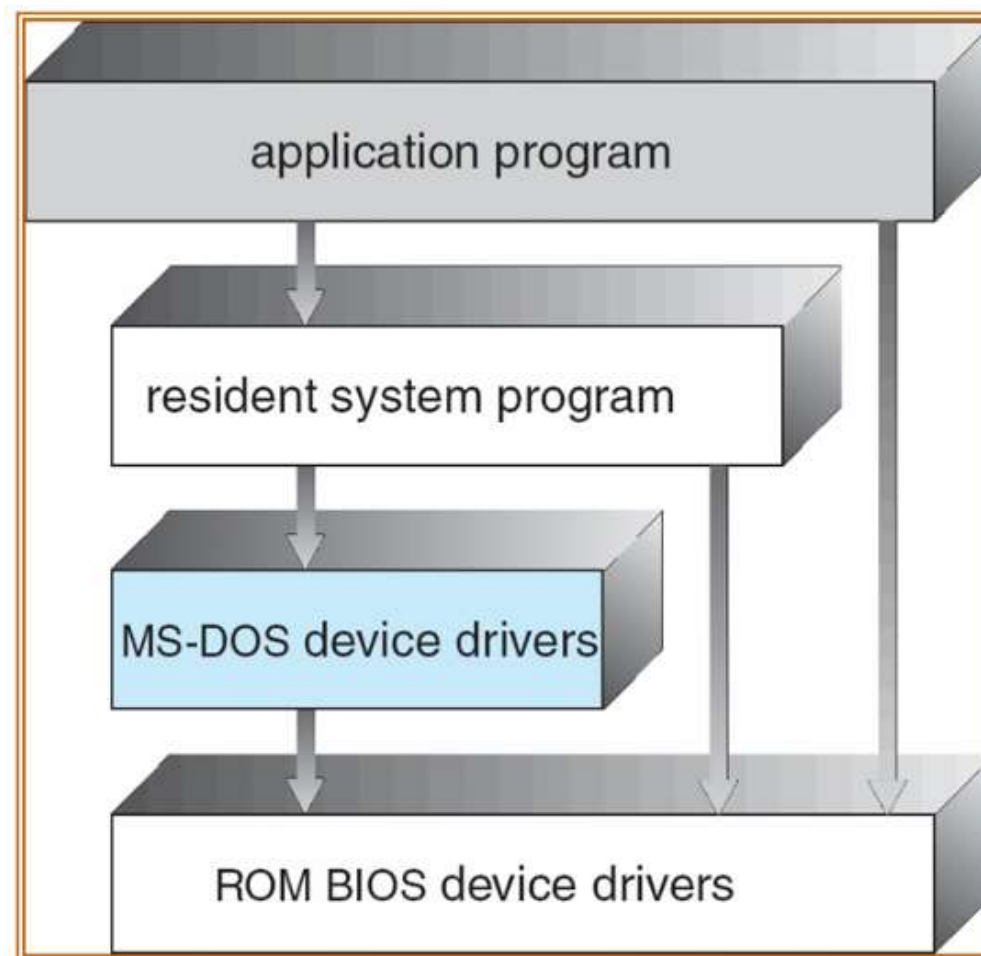 application program
resident system program
MS-DOS device drivers
ROM BIOS device drivers